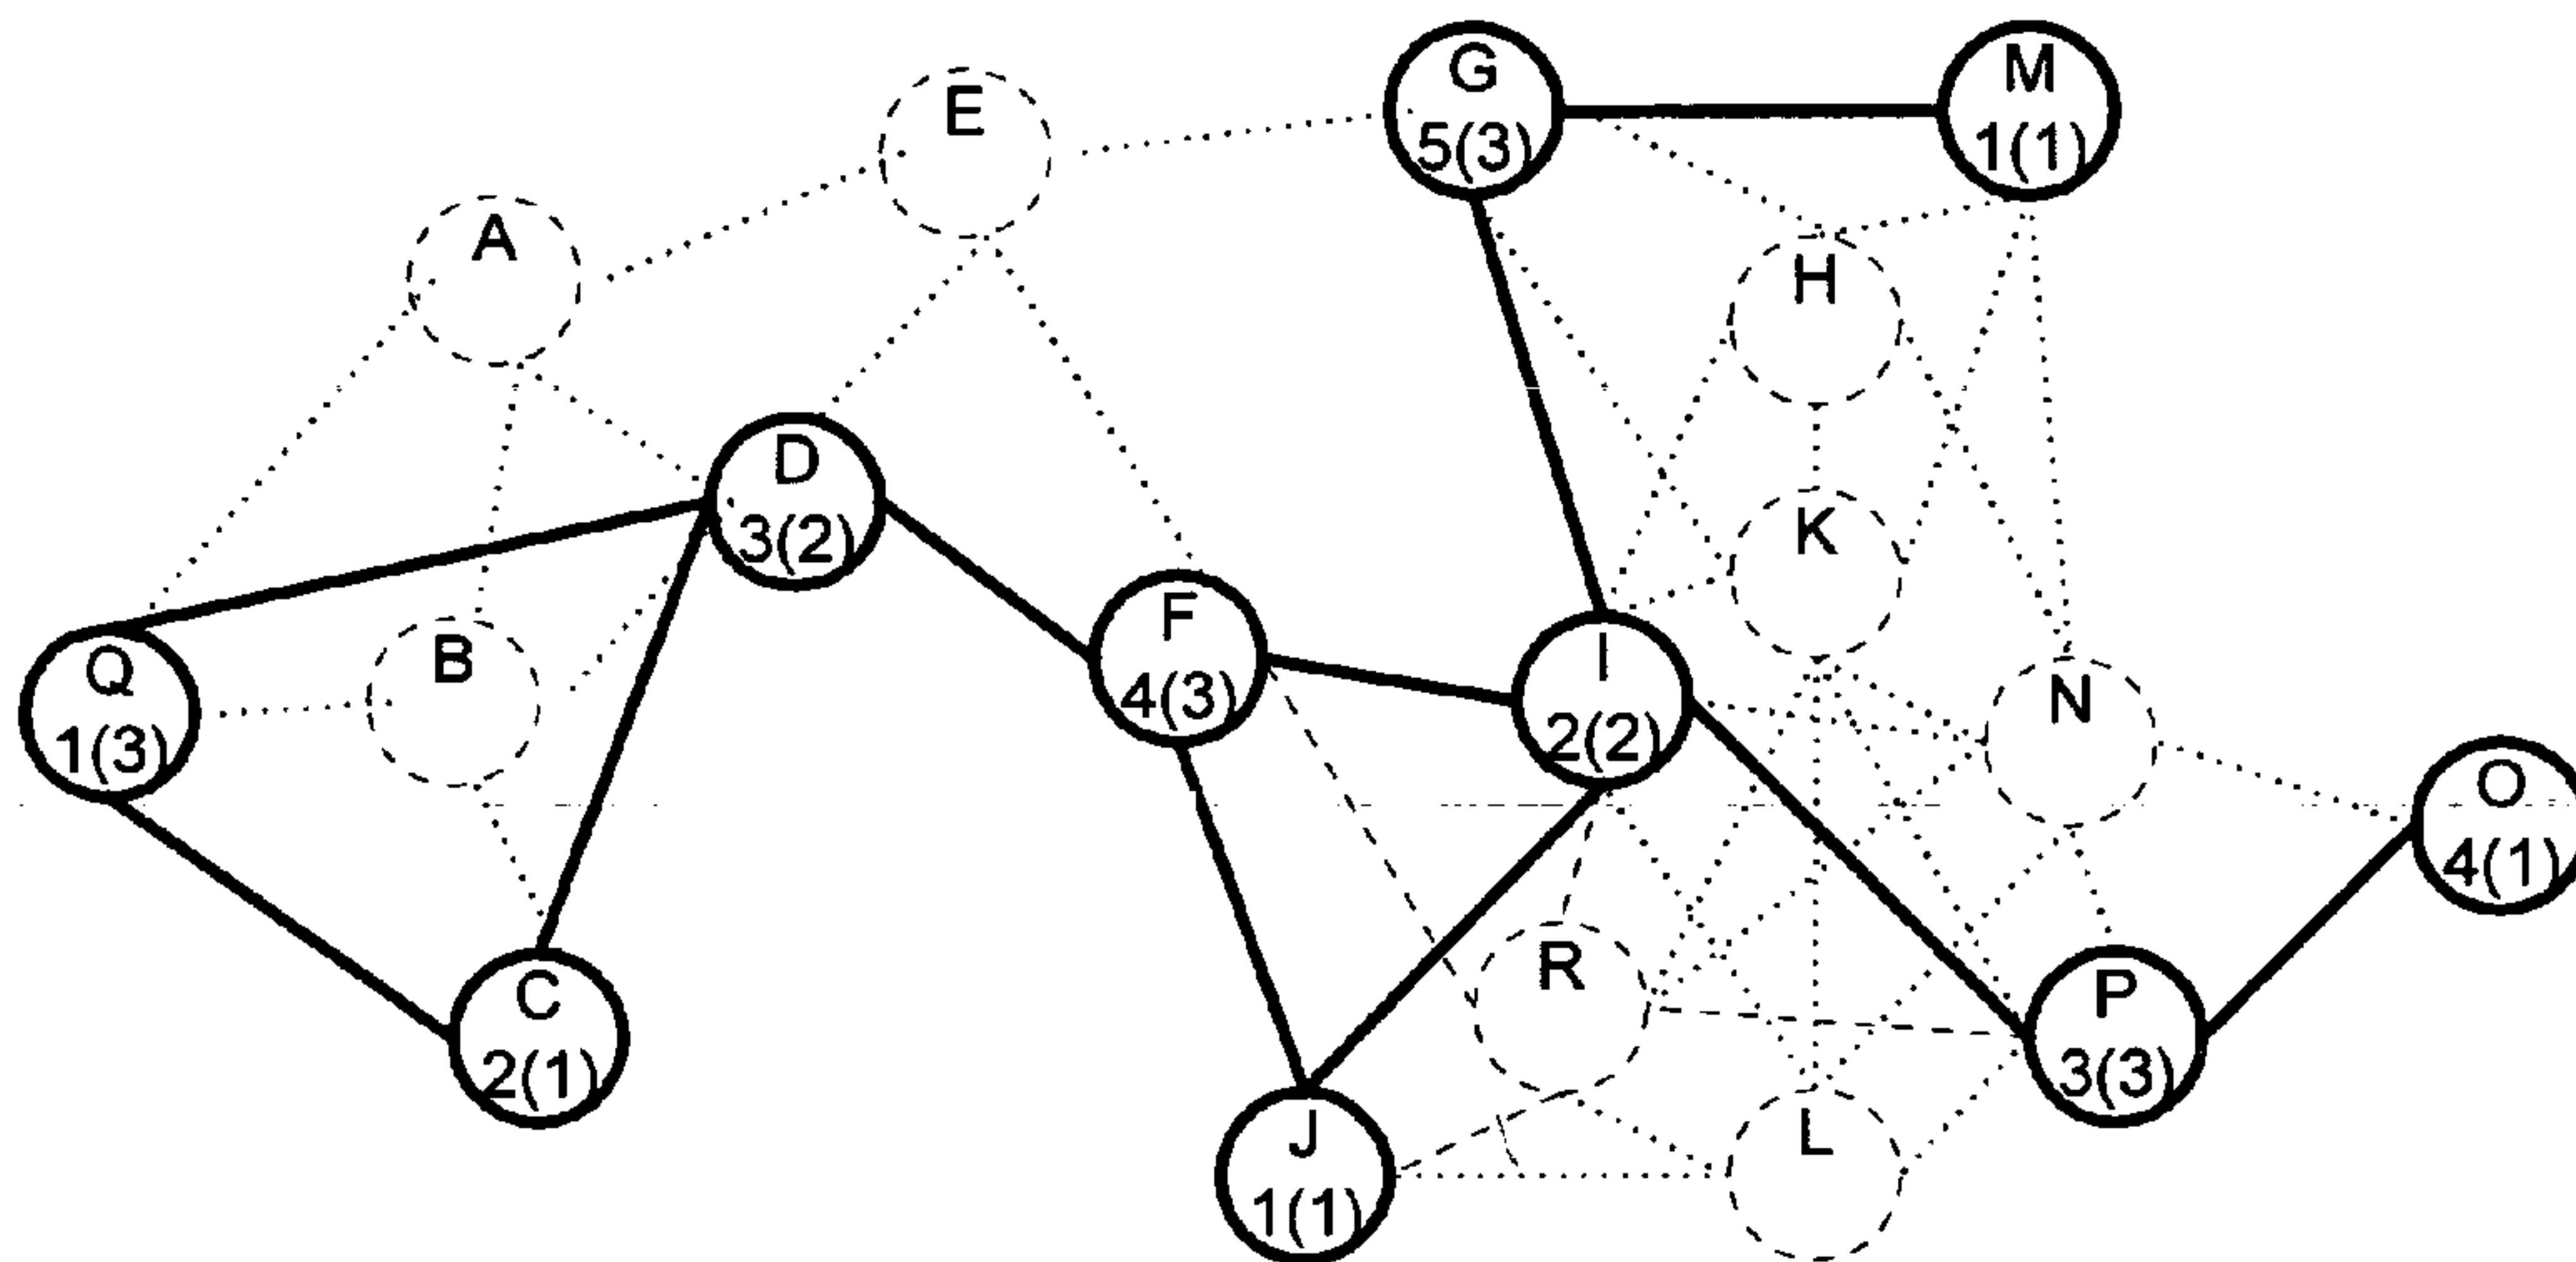 G
5(3)
M
1(1)
E
A
H
D
3(2)
K
F
4(3)
Q
1(3)
B
I
2(2)
N
O
4(1)
C
2(1)
R
P
3(3)
J
1(1)
L